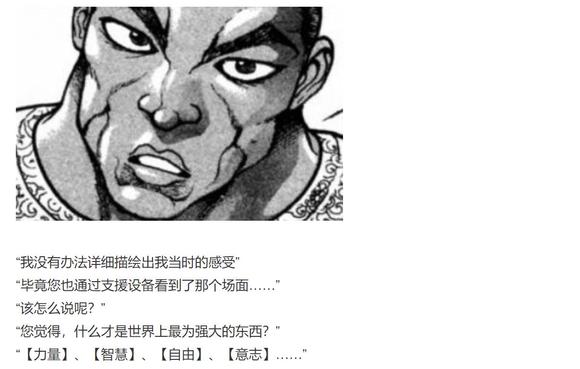 “我没有办法详细描绘出我当时的感受”
“毕竟您也通过支援设备看到了那个场面……”
“该怎么说呢？”
“您觉得，什么才是世界上最为强大的东西？”
“【力量】、【智慧】、【自由】、【意志】……”